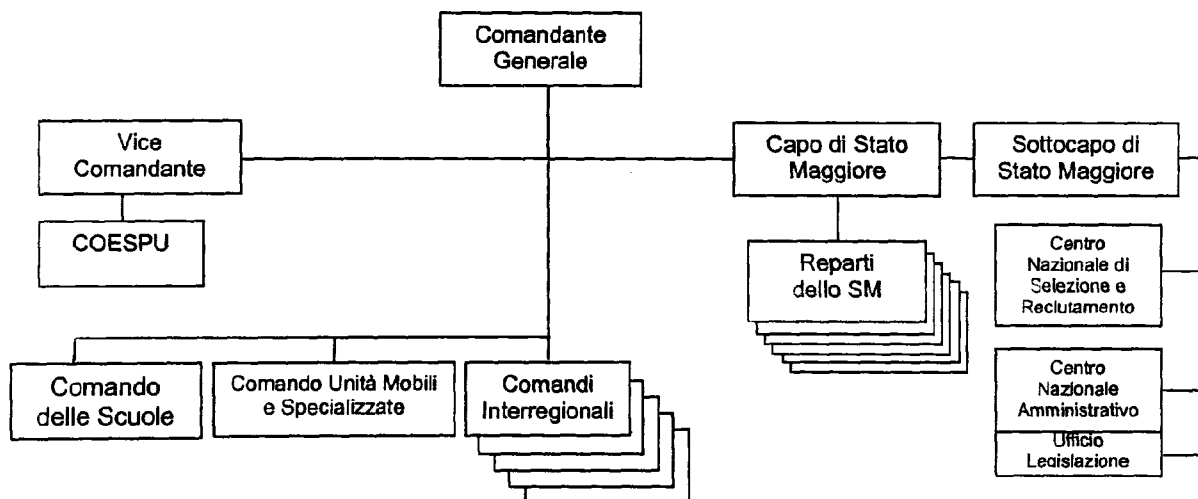 Comandante
Generale
Vice
Comandante
Capo di Stato
Maggiore
Sottocapo di
Stato Maggiore
COESPU
Reparti
dello SM
Centro
Nazionale di
Selezione e
Reclutamento
Comando
delle Scuole
Comando Unità Mobili
e Specializzate
Comandi
Interregionali
Centro
Nazionale
Amministrativo
Ufficio
Legislazione